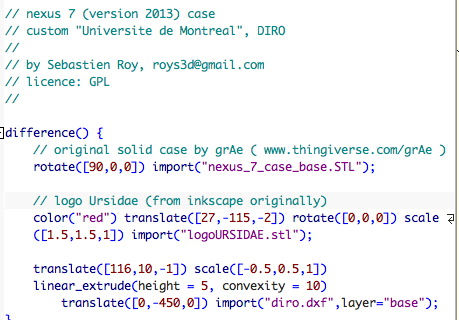 // nexus 7 (version 2013) case
// custom "Universite de Montreal", DIRO
//
// by Sebastien Roy, roys3d@gmail.com
// licence: GPL
//
difference() {
// original solid case by grAe ( www.thingiverse.com/grAe )
rotate([90,0,0]) import("nexus_7_case_base.STL");
// logo Ursidae (from inkscape originally)
color("red") translate([27,-115,-2]) rotate([0,0,0]) scale
([1.5,1.5,1]) import("logoURSIDAE.stl");
translate([116,10,-1]) scale([-0.5,0.5,1])
linear_extrude(height = 5, convexity = 10)
translate([0,-450,0]) import("diro.dxf",layer="base");
}